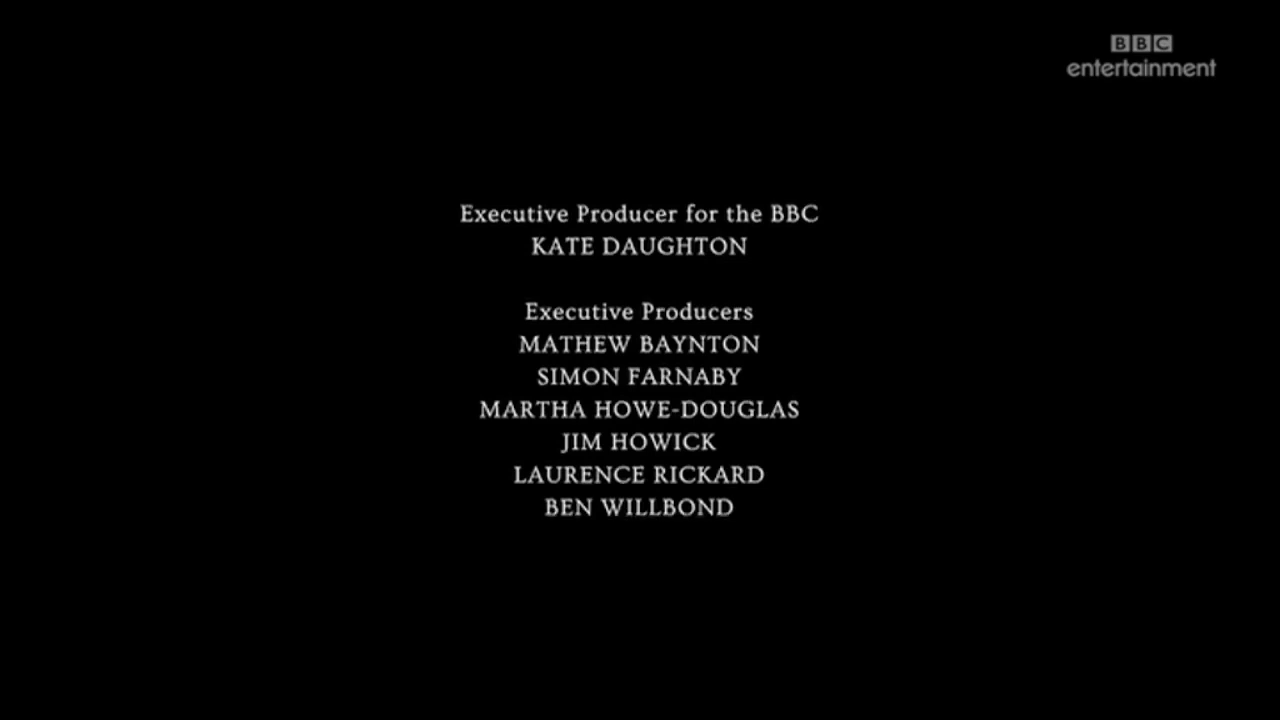 BBC
entertainment
Executive Producer for the BBC
KATE DAUGHTON
Executive Producers
MATHEW BAYNTON
SIMON FARNABY
MARTHA HOWE-DOUGLAS
JIM HOWICK
LAURENCE RICKARD
BEN WILLBOND